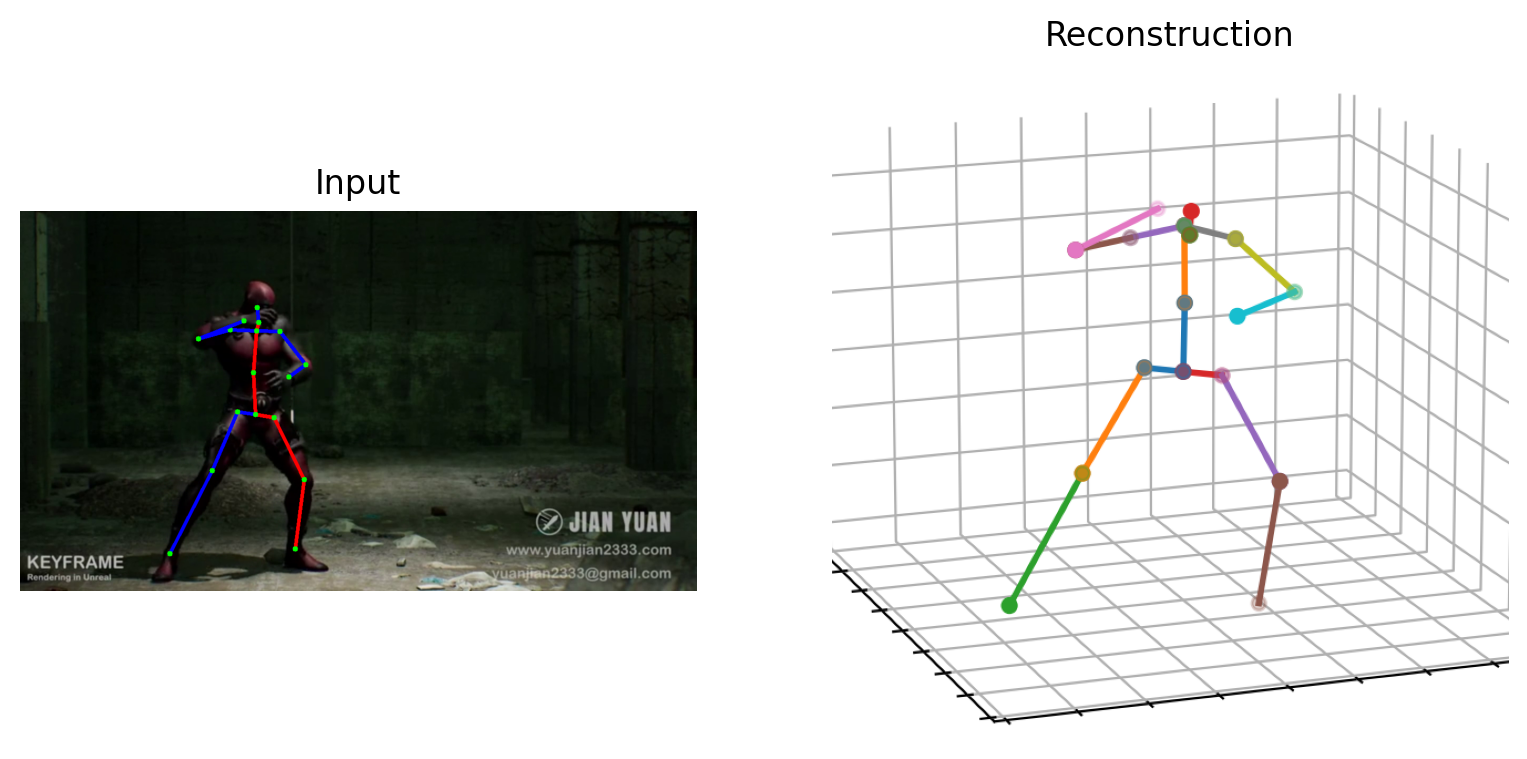 Reconstruction
Input
JIAN YUAN
www.yuanjian2333.com
KEYFRAME
yuanjian2333@gmail.com
Rendering in Unreal